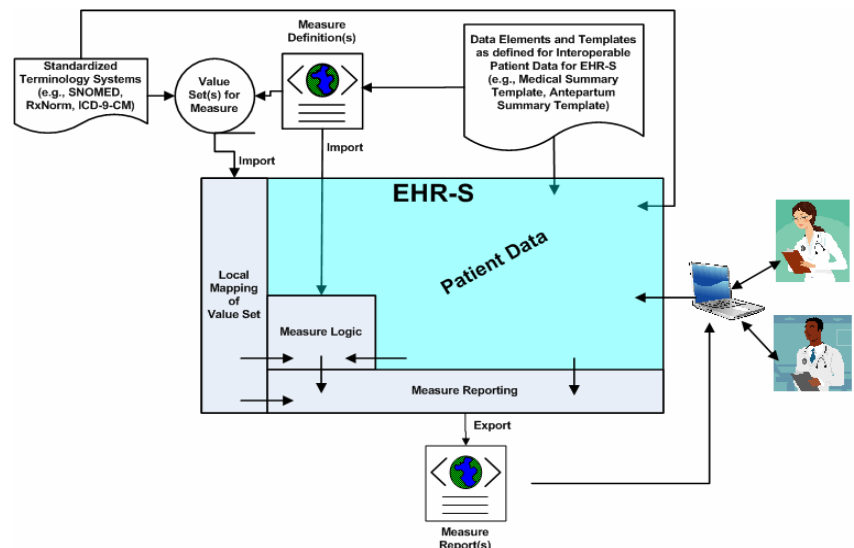 Measure
Definition(s)
Standardized
Terminology Systems
(e.g., SNOMED,
RxNorm, ICD-9-CM)
Value
Set(s) for
Measure
Data Elements and Templates
as defined for Interoperable
Patient Data for EHR-S
(e.g., Medical Summary
Template, Antepartum
Summary Template)
Import
Import
EHR-S
Patient Data
Local
Mapping
of
Value Set
Measure Logic
Measure Reporting
Export
Measure
Report(s)